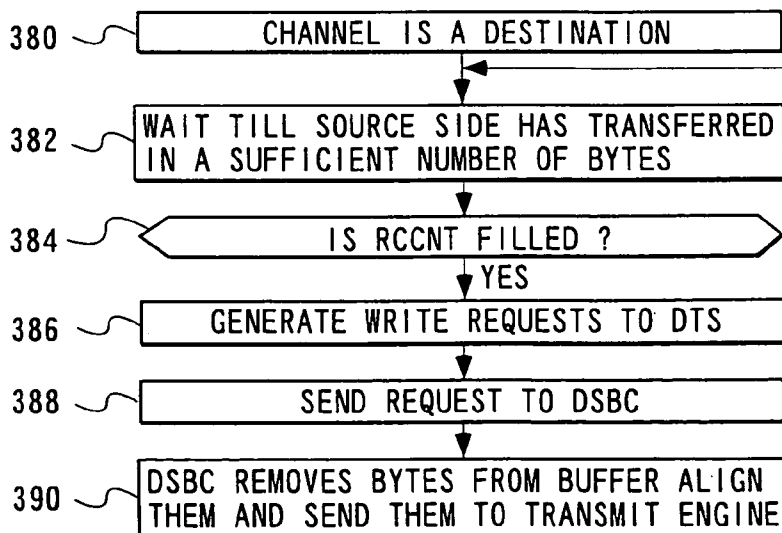 380 CHANNEL IS A DESTINATION
382 WAIT TILL SOURCE SIDE HAS TRANSFERRED
IN A SUFFICIENT NUMBER OF BYTES
384 IS RCCNT FILLED ?
YES
386 GENERATE WRITE REQUESTS TO DTS
388 SEND REQUEST TO DSBC
390 DSBC REMOVES BYTES FROM BUFFER ALIGN
THEM AND SEND THEM TO TRANSMIT ENGINE